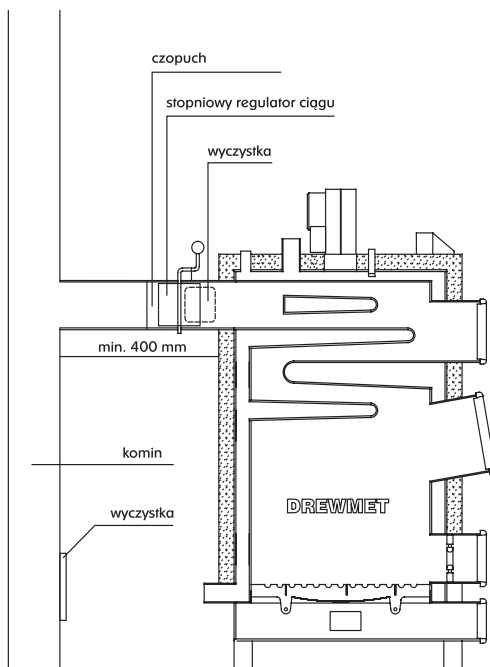 czopuch
stopniowy regulator ciągu
wyczystka
min. 400 mm
komin
DREWMET
wyczystka